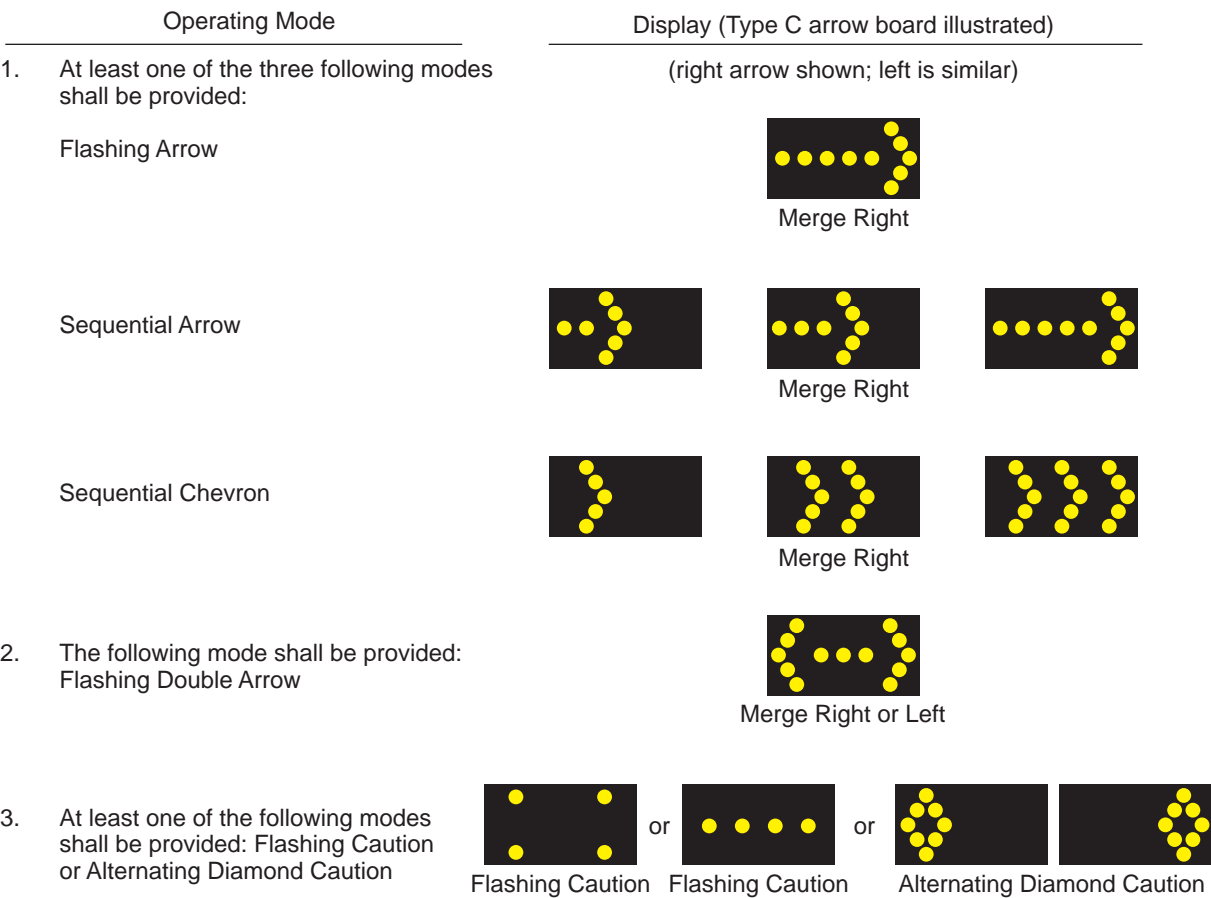 Operating Mode
Display (Type C arrow board illustrated)
1. At least one of the three following modes
shall be provided:
(right arrow shown; left is similar)
Flashing Arrow
Merge Right
Sequential Arrow
Merge Right
Sequential Chevron
Merge Right
2. The following mode shall be provided:
Flashing Double Arrow
Merge Right or Left
3. At least one of the following modes
shall be provided: Flashing Caution
or Alternating Diamond Caution
or
or
Flashing Caution
Flashing Caution
Alternating Diamond Caution